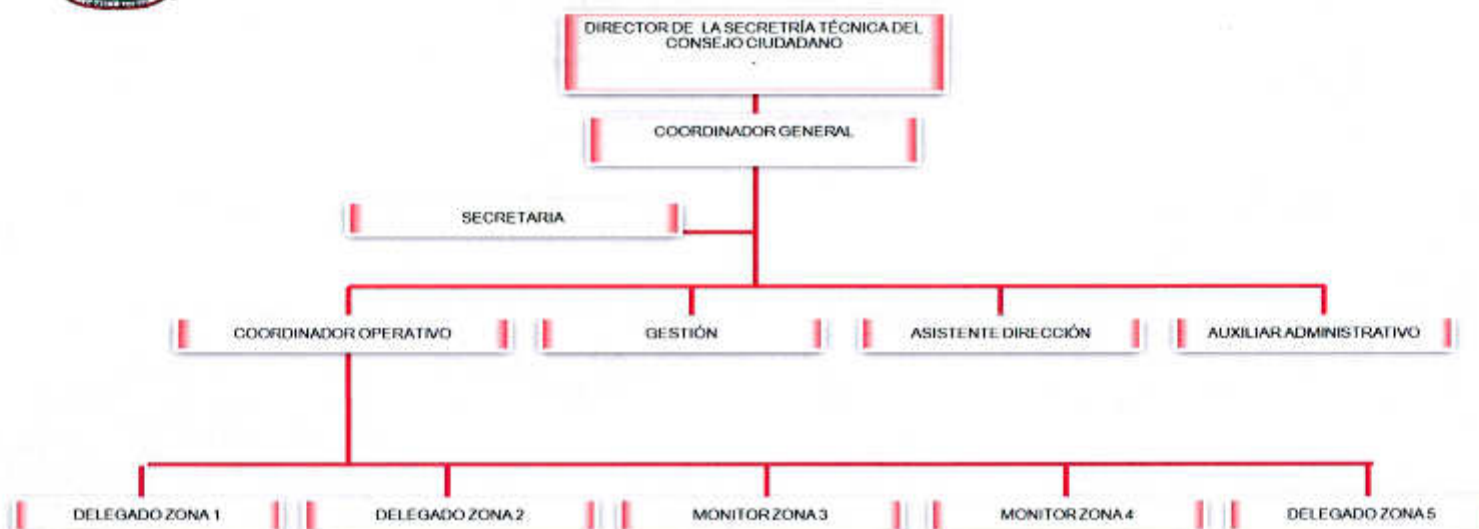 DIRECTOR DE LA SECRETRÍA TÉCNICA DEL
CONSEJO CIUDADANO
.
COORDINADOR GENERAL
SECRETARIA
COORDINADOR OPERATIVO
GESTIÓN
ASISTENTE DIRECCIÓN
AUXILIAR ADMINISTRATIVO
DELEGADO ZONA 1
DELEGADO ZONA 2
MONITOR ZONA 3
MONITOR ZONA 4
DELEGADO ZONA 5